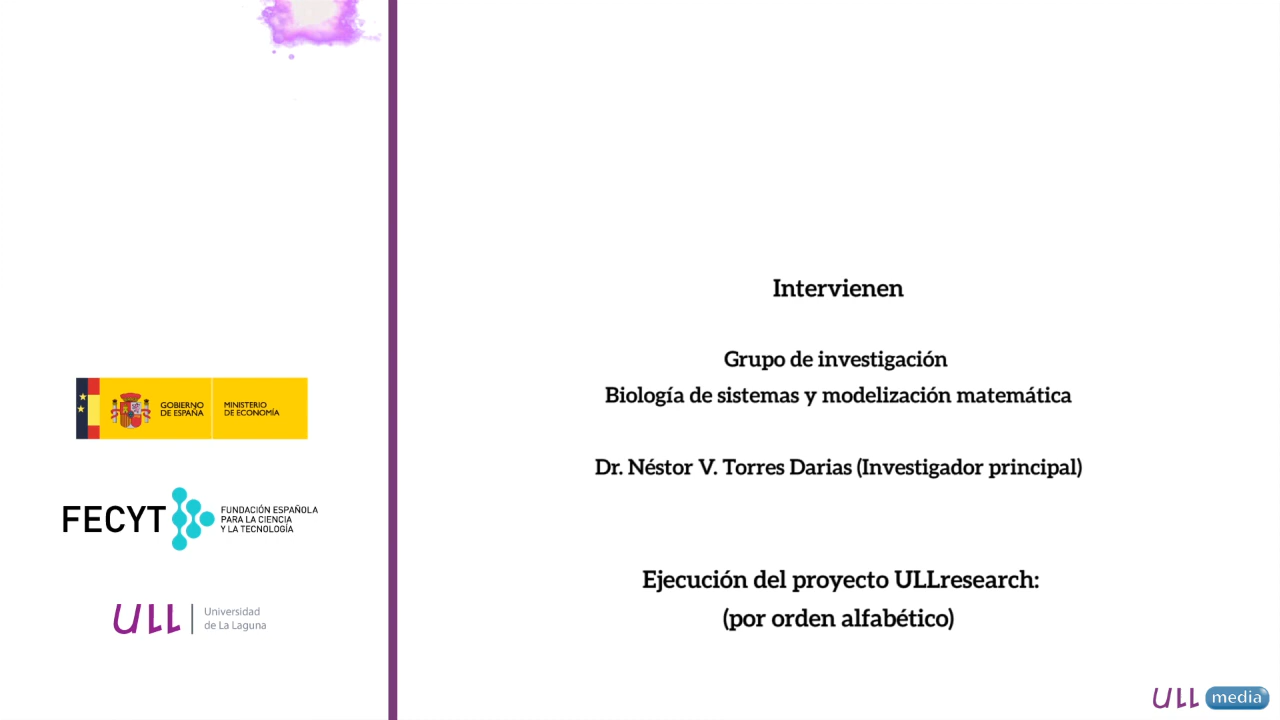 GOBIERNO
DE ESPAÑA
MINISTERIO
DE ECONOMÍA
FECYT
FUNDACIÓN ESPAÑOLA
PARA LA CIENCIA
Y LA TECNOLOGÍA
ULL
Universidad
de La Laguna
Intervienen
Grupo de investigación
Biología de sistemas y modelización matemática
Dr. Néstor V. Torres Darias (Investigador principal)
Ejecución del proyecto ULLresearch:
(por orden alfabético)
ULL media